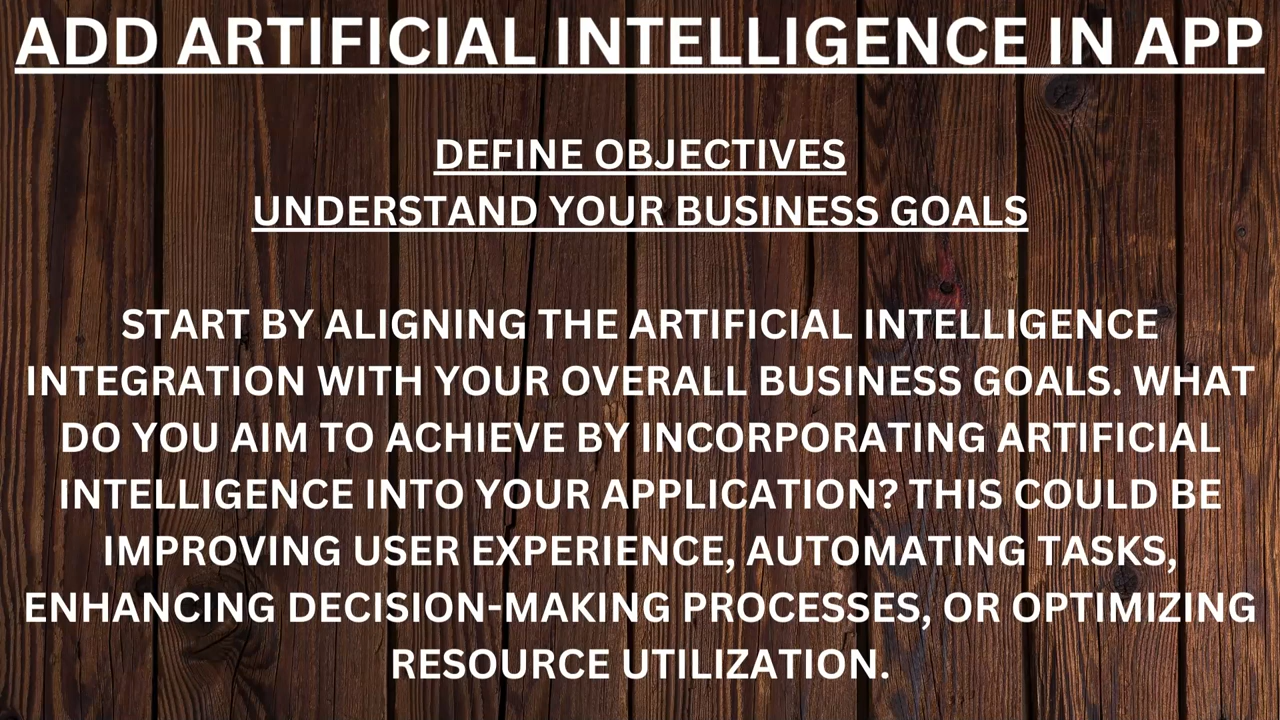 ADD ARTIFICIAL INTELLIGENCE IN APP
DEFINE OBJECTIVES
UNDERSTAND YOUR BUSINESS GOALS
START BY ALIGNING THE ARTIFICIAL INTELLIGENCE
INTEGRATION WITH YOUR OVERALL BUSINESS GOALS. WHAT
DO YOU AIM TO ACHIEVE BY INCORPORATING ARTIFICIAL
INTELLIGENCE INTO YOUR APPLICATION? THIS COULD BE
IMPROVING USER EXPERIENCE, AUTOMATING TASKS,
ENHANCING DECISION-MAKING PROCESSES, OR OPTIMIZING
RESOURCE UTILIZATION.